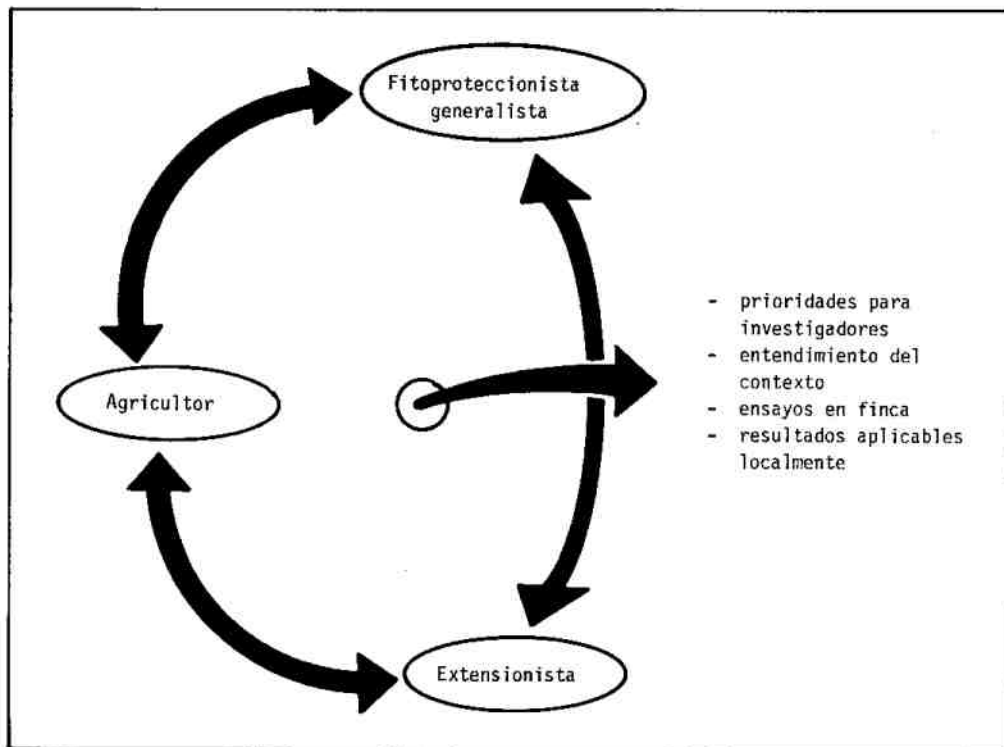 Fitoproteccionista
generalista
Agricultor
- prioridades para
investigadores
- entendimiento del
contexto
- ensayos en finca
- resultados aplicables
localmente
Extensionista